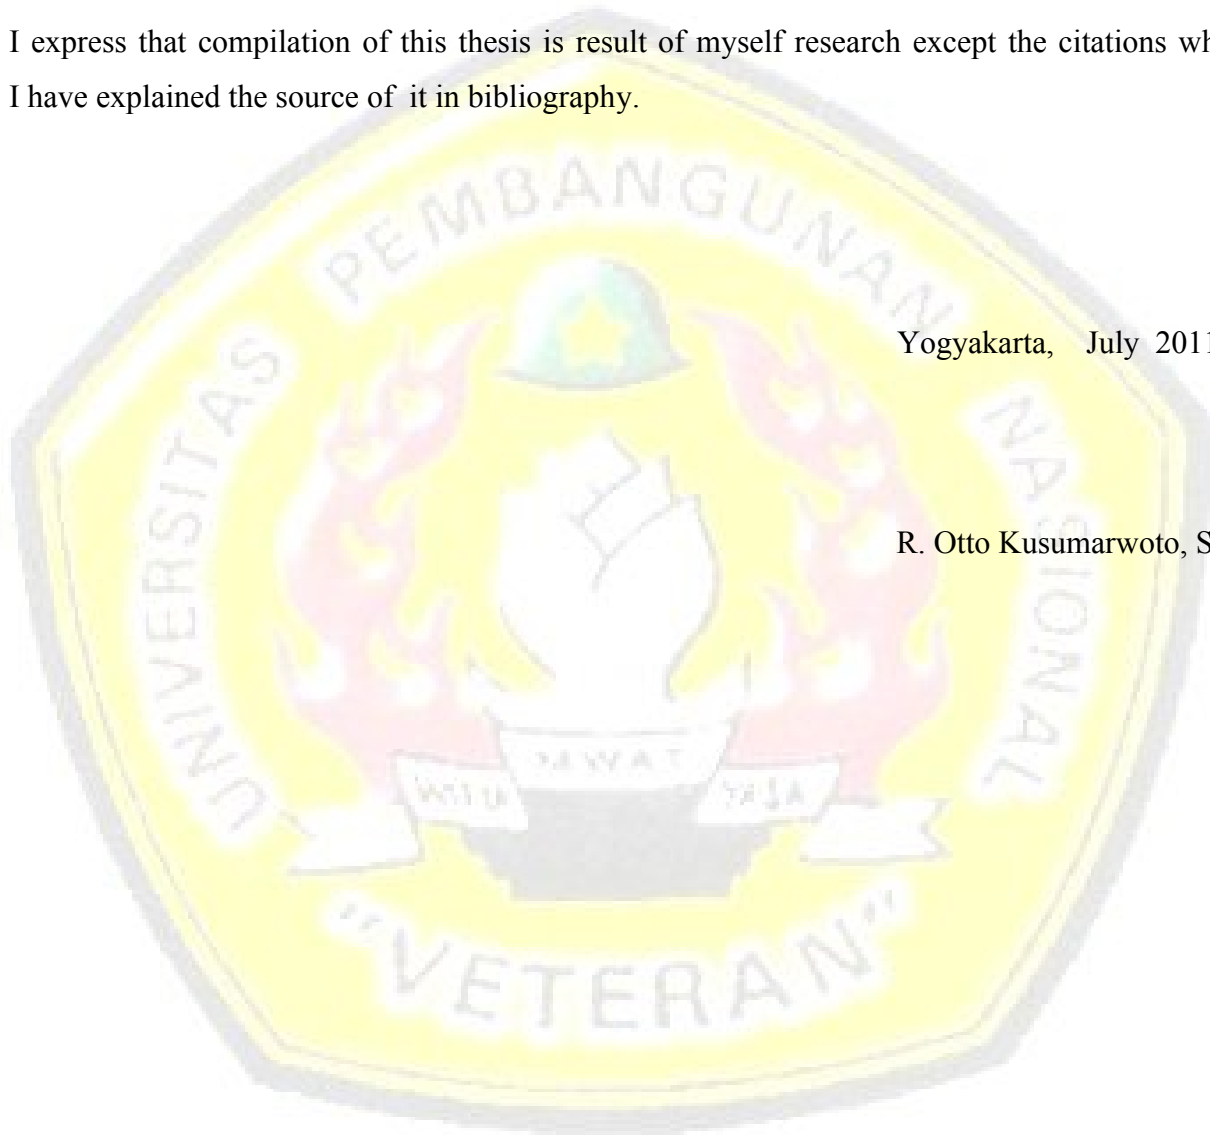 I express that compilation of this thesis is result of myself research except the citations wh
I have explained the source of it in bibliography.
UNIVERSITAS PEMBANGUNAN NASIONAL
Yogyakarta, July 2011
R. Otto Kusumarwoto, S
"VETERAN"